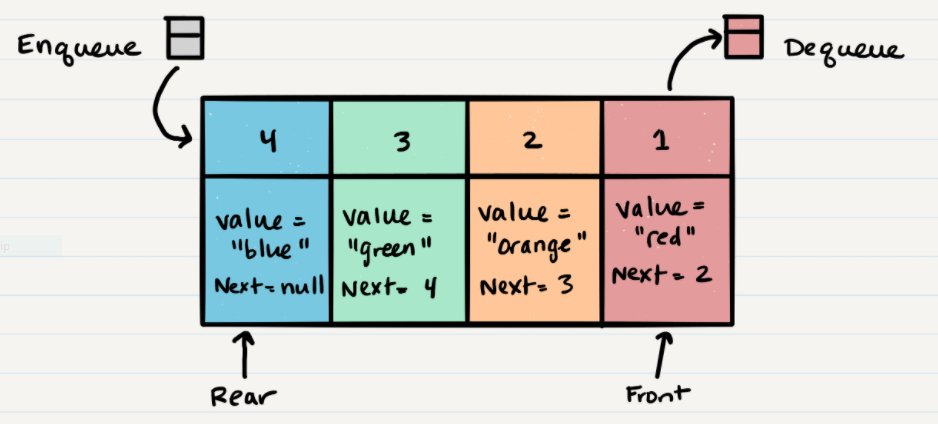 Enqueue
Dequeue
4
3
2
1
value =
"blue"
Next = null
value =
"green"
Next = 4
value =
"orange"
Next = 3
value =
"red"
Next = 2
Rear
Front